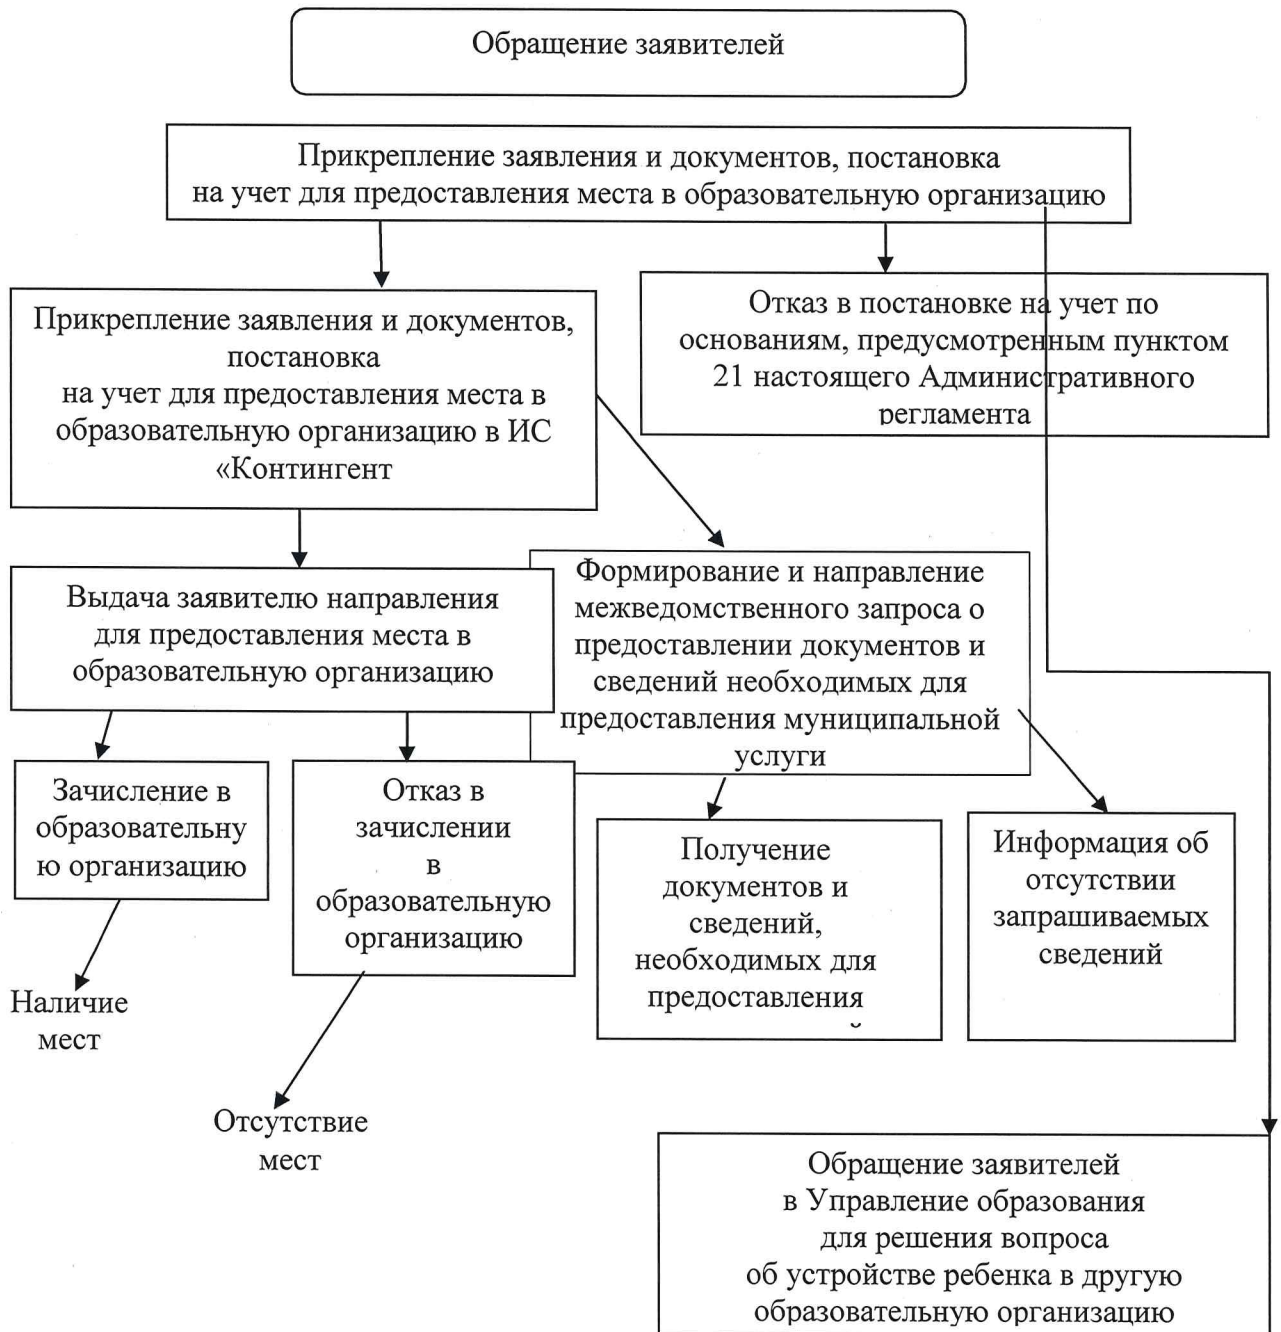 Обращение заявителей
Прикрепление заявления и документов, постановка
на учет для предоставления места в образовательную организацию
Прикрепление заявления и документов,
постановка
на учет для предоставления места в
образовательную организацию в ИС
«Контингент
Отказ в постановке на учет по
основаниям, предусмотренным пунктом
21 настоящего Административного
регламента
Выдача заявителю направления
для предоставления места в
образовательную организацию
Формирование и направление
межведомственного запроса о
предоставлении документов и
сведений необходимых для
предоставления муниципальной
услуги
Зачисление в
образовательну
ю организацию
Отказ в
зачислении
в
образовательную
организацию
Получение
документов и
сведений,
необходимых для
предоставления
Информация об
отсутствии
запрашиваемых
сведений
Наличие
мест
Отсутствие
мест
Обращение заявителей
в Управление образования
для решения вопроса
об устройстве ребенка в другую
образовательную организацию